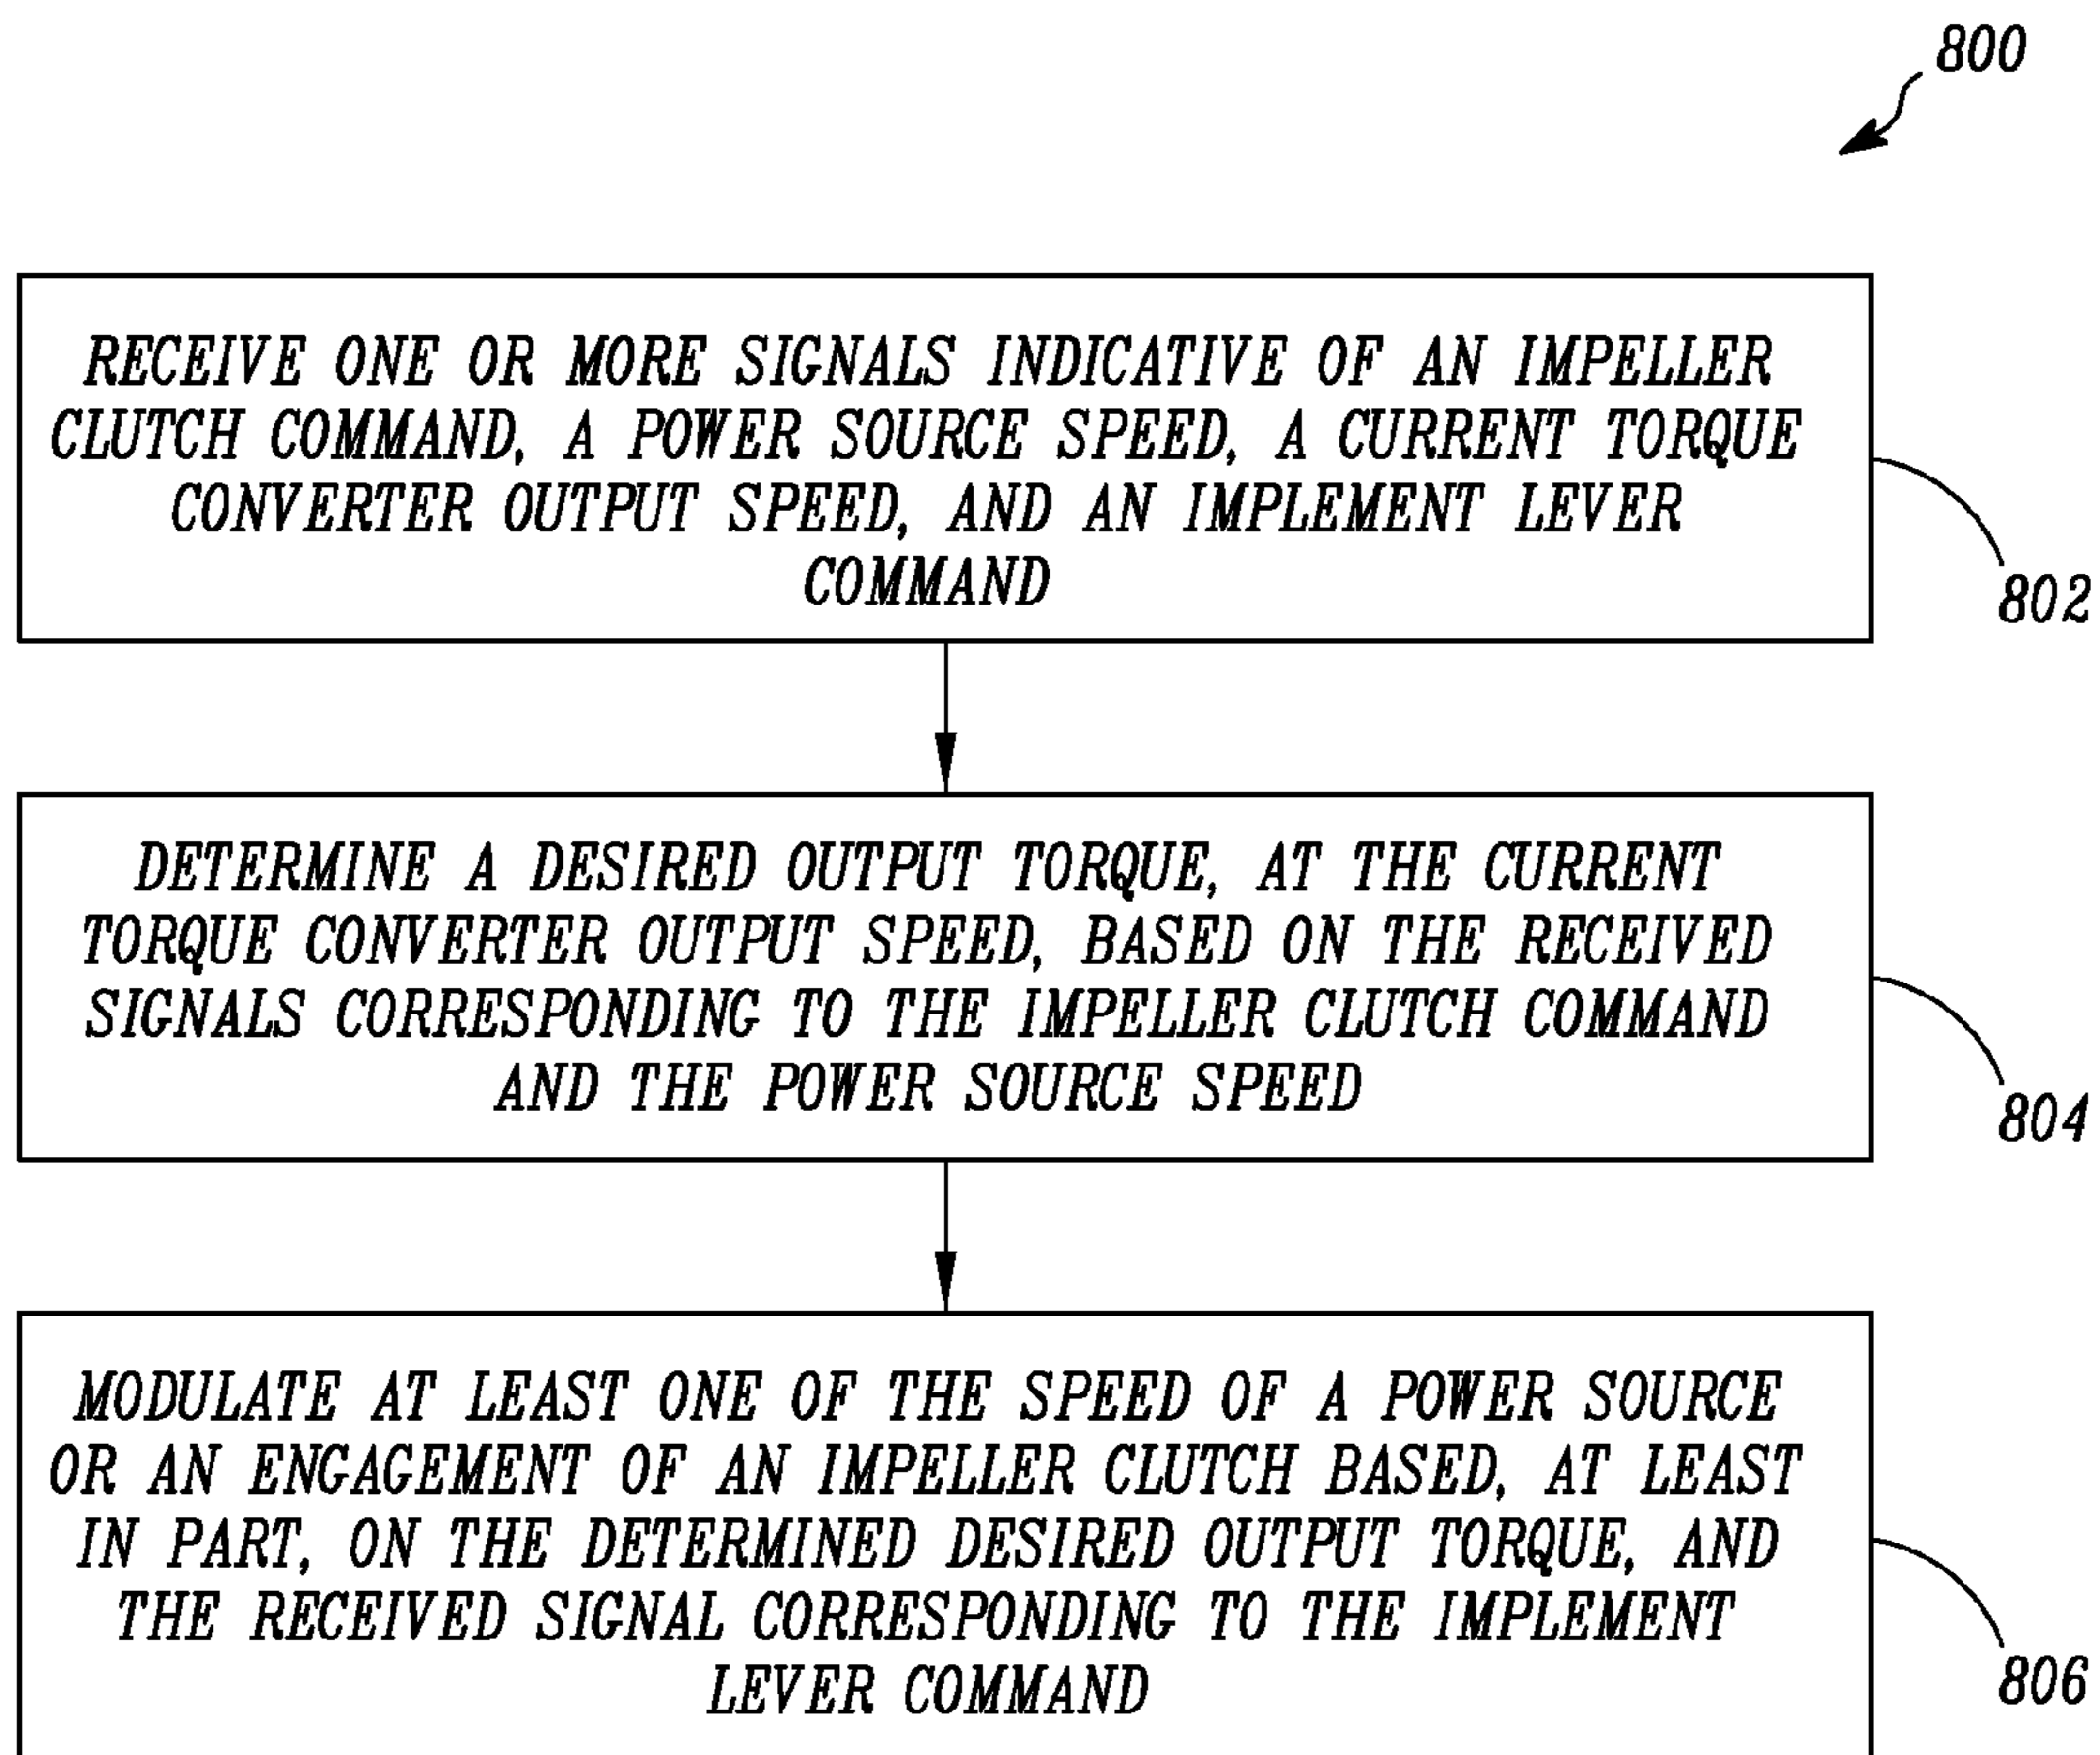 800
RECEIVE ONE OR MORE SIGNALS INDICATIVE OF AN IMPELLER
CLUTCH COMMAND, A POWER SOURCE SPEED, A CURRENT TORQUE
CONVERTER OUTPUT SPEED, AND AN IMPLEMENT LEVER
COMMAND
802
DETERMINE A DESIRED OUTPUT TORQUE, AT THE CURRENT
TORQUE CONVERTER OUTPUT SPEED, BASED ON THE RECEIVED
SIGNALS CORRESPONDING TO THE IMPELLER CLUTCH COMMAND
AND THE POWER SOURCE SPEED
804
MODULATE AT LEAST ONE OF THE SPEED OF A POWER SOURCE
OR AN ENGAGEMENT OF AN IMPELLER CLUTCH BASED, AT LEAST
IN PART, ON THE DETERMINED DESIRED OUTPUT TORQUE, AND
THE RECEIVED SIGNAL CORRESPONDING TO THE IMPLEMENT
LEVER COMMAND
806